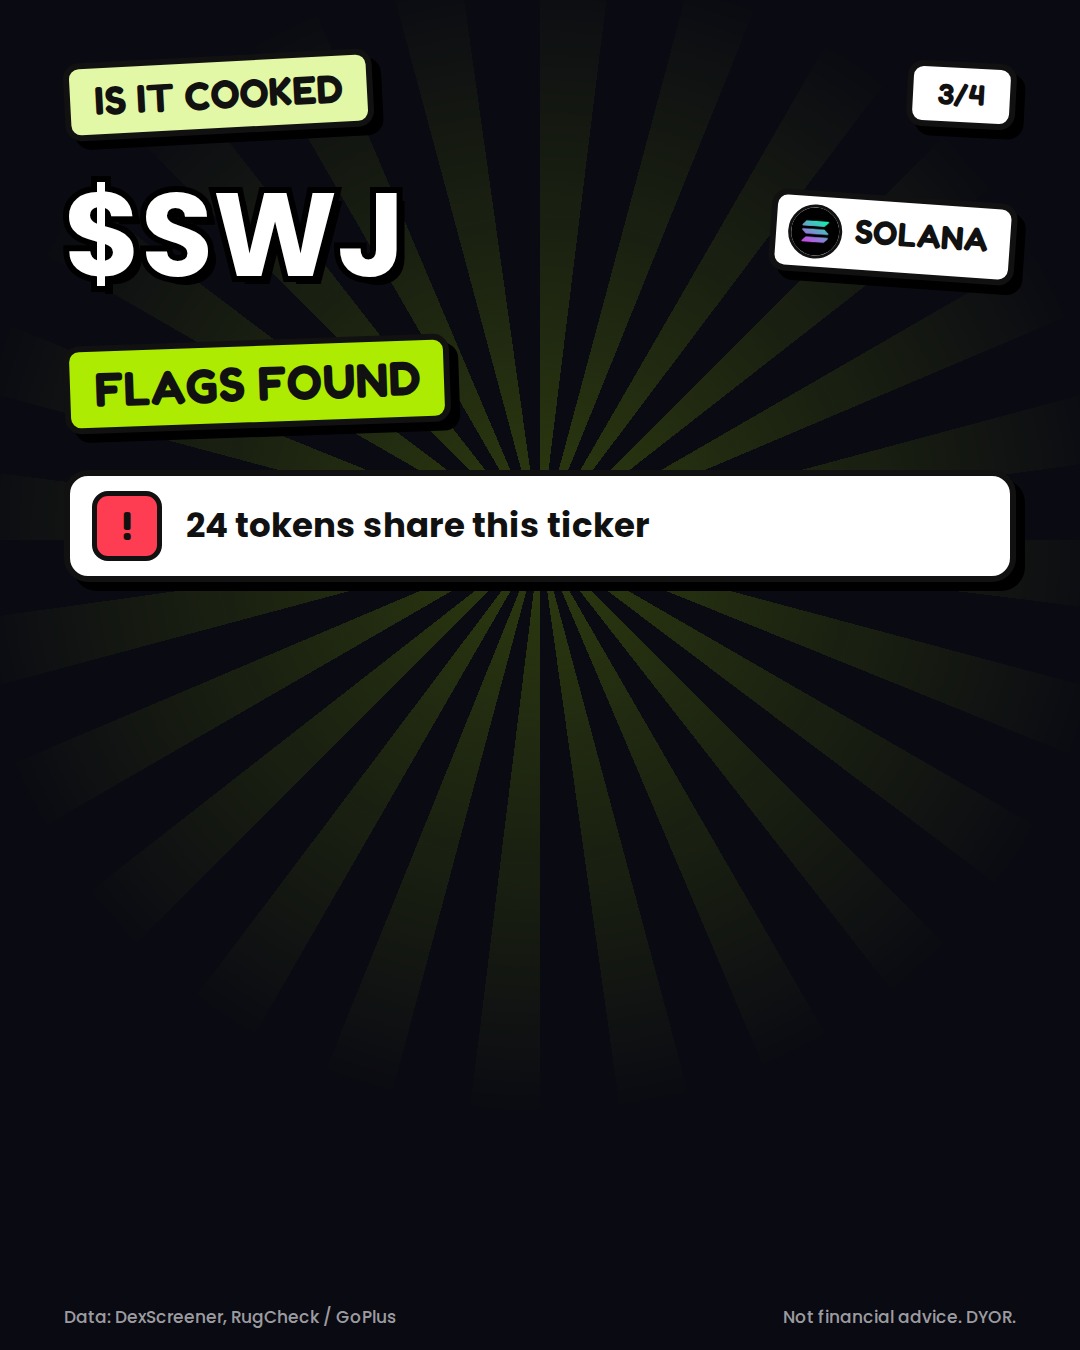 IS IT COOKED
3/4
$SWJ
SOLANA
FLAGS FOUND
! 24 tokens share this ticker
Data: DexScreener, RugCheck / GoPlus
Not financial advice. DYOR.